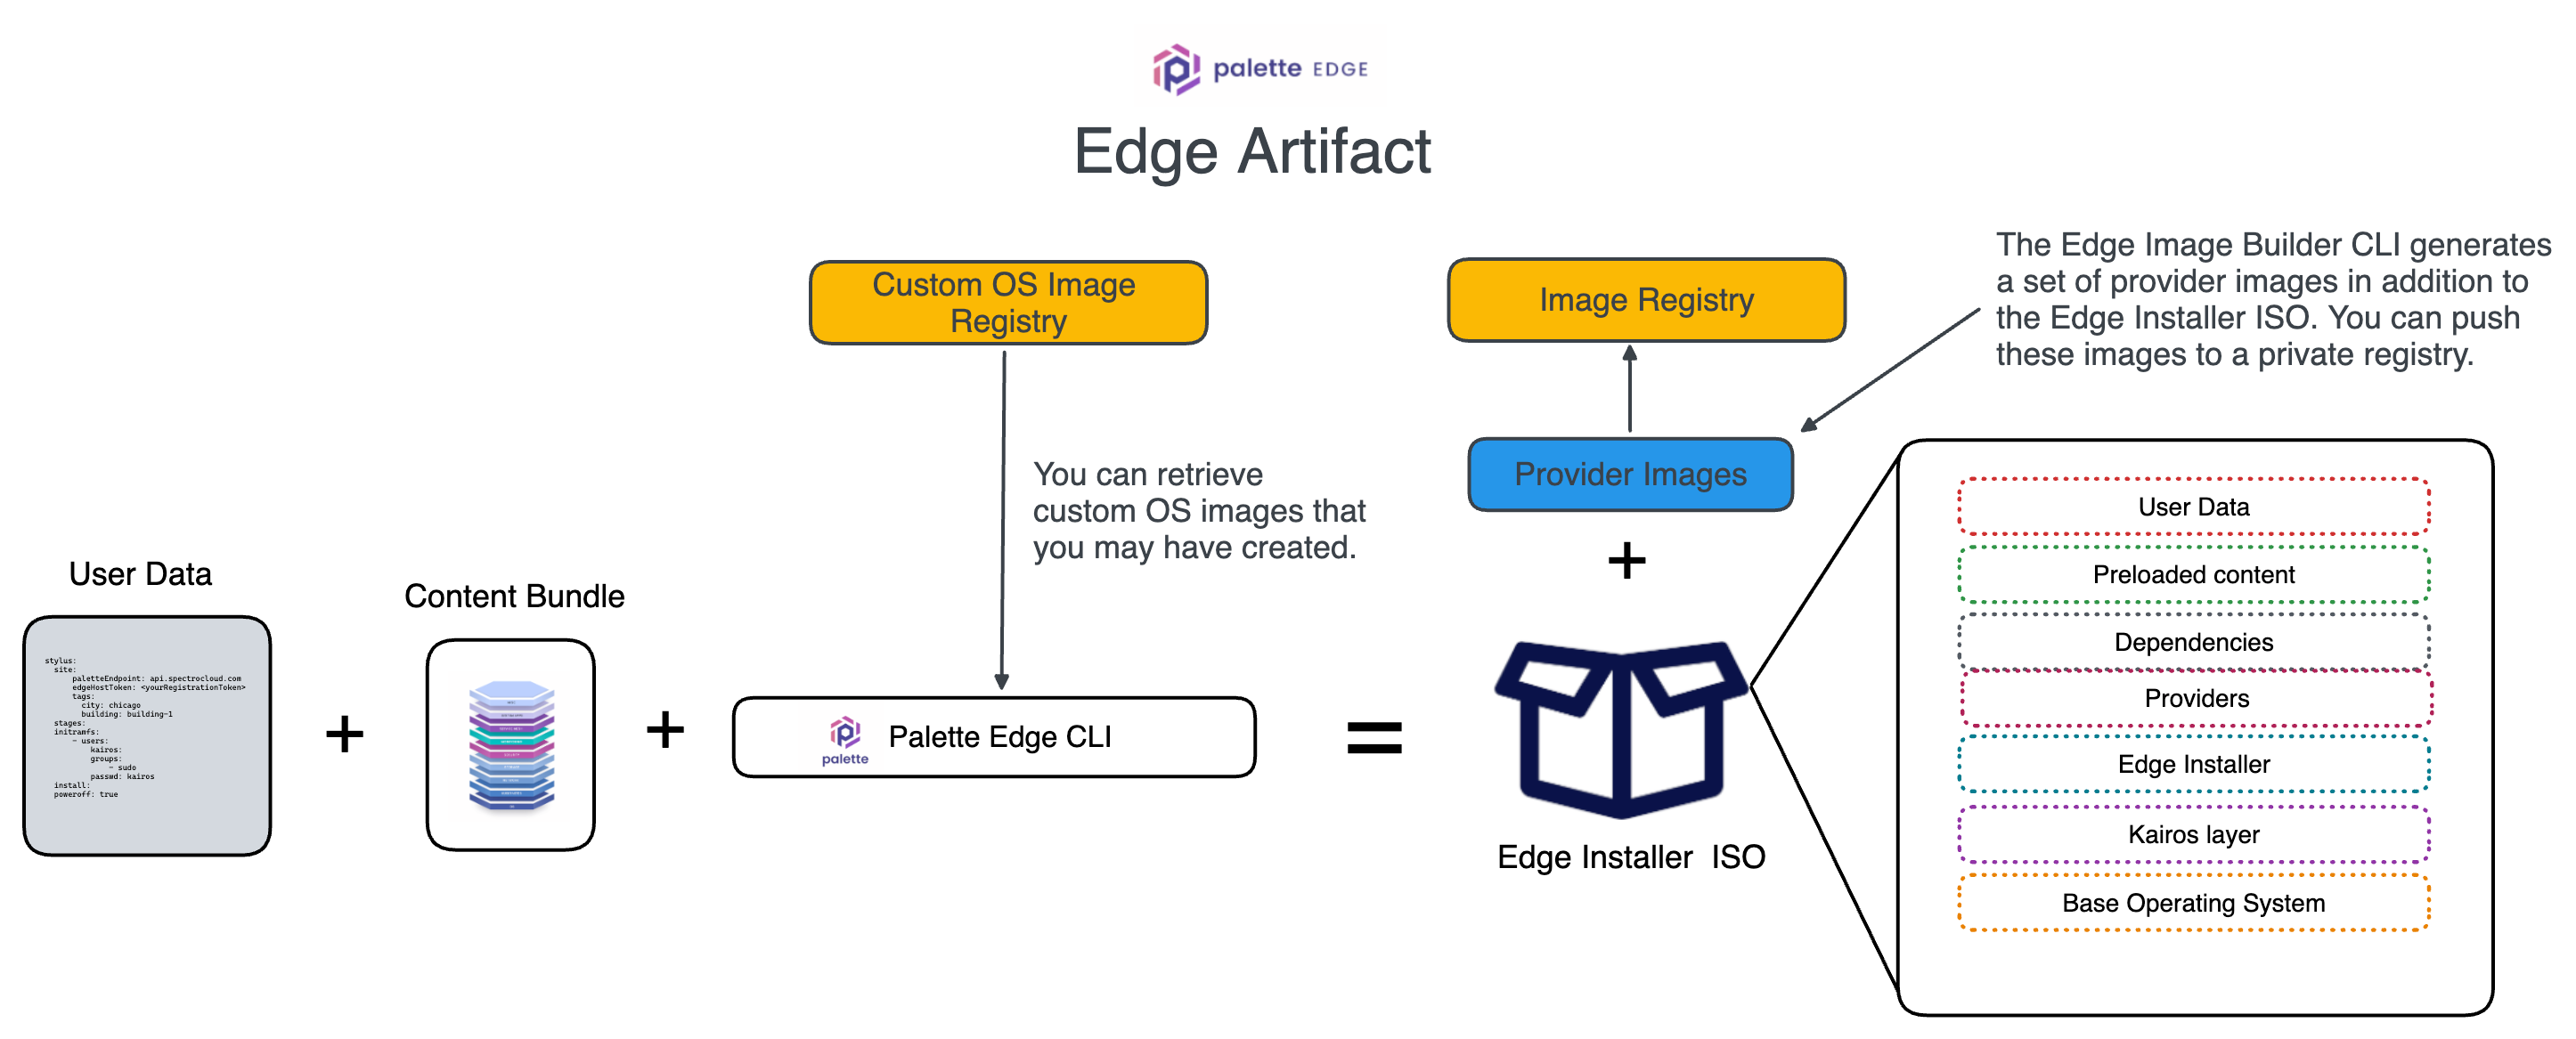 palette EDGE
Edge Artifact
Custom OS Image
Registry
Image Registry
The Edge Image Builder CLI generates
a set of provider images in addition to
the Edge Installer ISO. You can push
these images to a private registry.
You can retrieve
custom OS images that
you may have created.
Provider Images
+
User Data
stylus:
site:
paletteEndpoint: api.spectrocloud.com
edgeHostToken: <yourRegistrationToken>
tags:
city: chicago
building: building-1
stages:
initramfs:
- users:
kairos:
groups:
- sudo
passwd: kairos
install:
poweroff: true
+
Content Bundle
+
palette
Palette Edge CLI
=
Edge Installer ISO
User Data
Preloaded content
Dependencies
Providers
Edge Installer
Kairos layer
Base Operating System